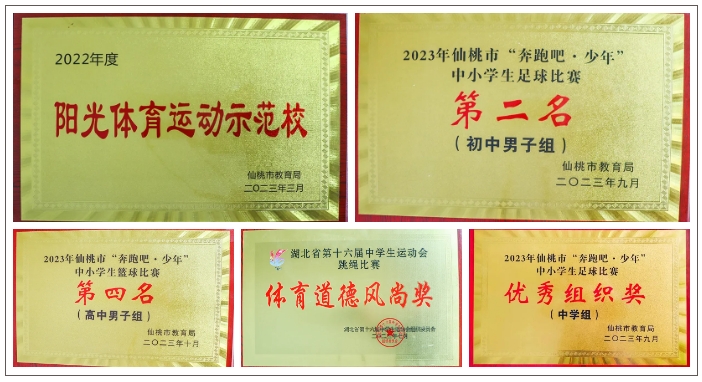 2022年度
阳光体育运动示范校
仙桃市教育局
二〇二三年三月
2023年仙桃市“奔跑吧·少年”
中小学生足球比赛
第二名
（初中男子组）
仙桃市教育局
二〇二三年九月
2023年仙桃市“奔跑吧·少年”
中小学生篮球比赛
第四名
（高中男子组）
仙桃市教育局
二〇二三年十月
湖北省第十六届中学生运动会
跳绳比赛
体育道德风尚奖
2023年仙桃市“奔跑吧·少年”
中小学生足球比赛
优秀组织奖
（中学组）
仙桃市教育局
二〇二三年九月